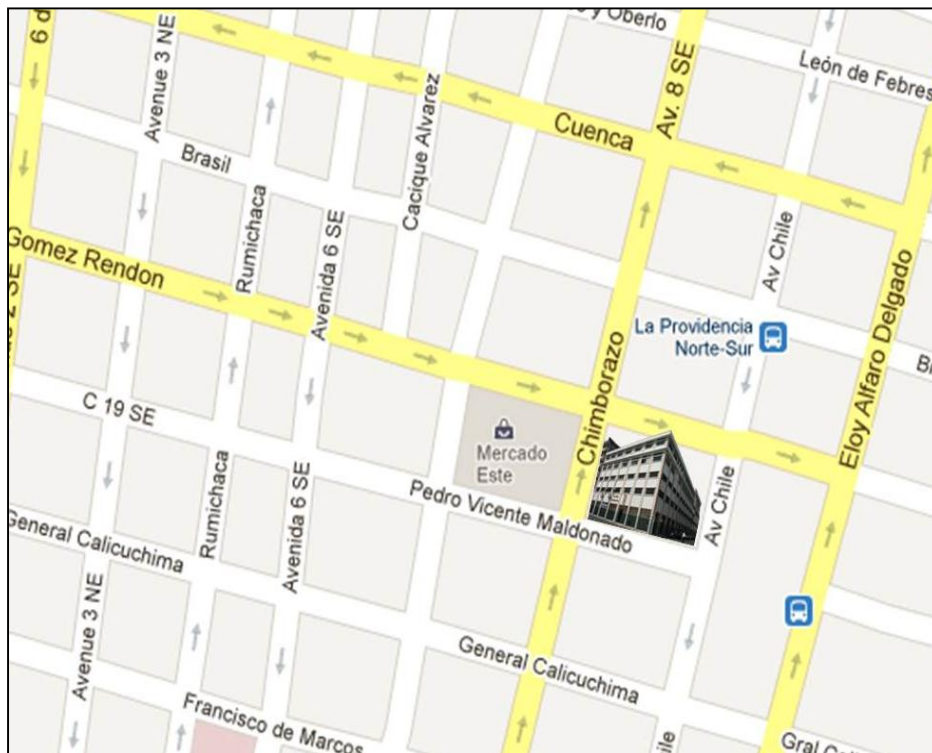 6 d
Avenue 3 NE
y Oberlo
León de Febres
Av. 8 SE
Cuenca
Cacique Alvarez
Brasil
Rumichaca
Avenida 6 SE
Av Chile
Gomez Rendon
La Providencia
Norte-Sur
Eloy Alfaro Delgado
Chimborazo
C 19 SE
Mercado
Este
Pedro Vicente Maldonado
Av Chile
Rumichaca
Avenida 6 SE
General Calicuchima
Avenue 3 NE
General Calicuchima
Francisco de Marcos